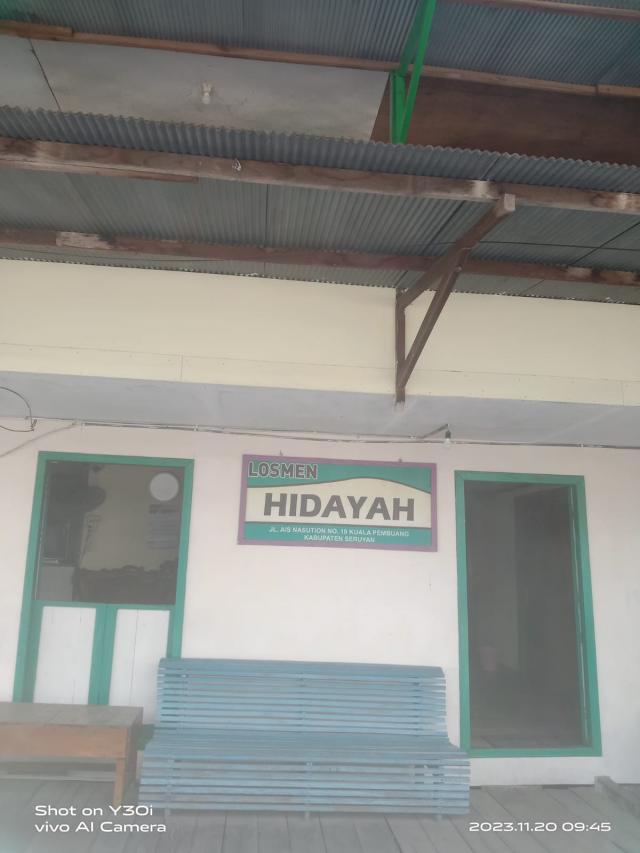 LOSMEN
HIDAYAH
JL. AIS NASUTION NO. 19 KUALA PEMBUANG
KABUPATEN SERUYAN
Shot on Y30i
vivo AI Camera
2023.11.20 09:45